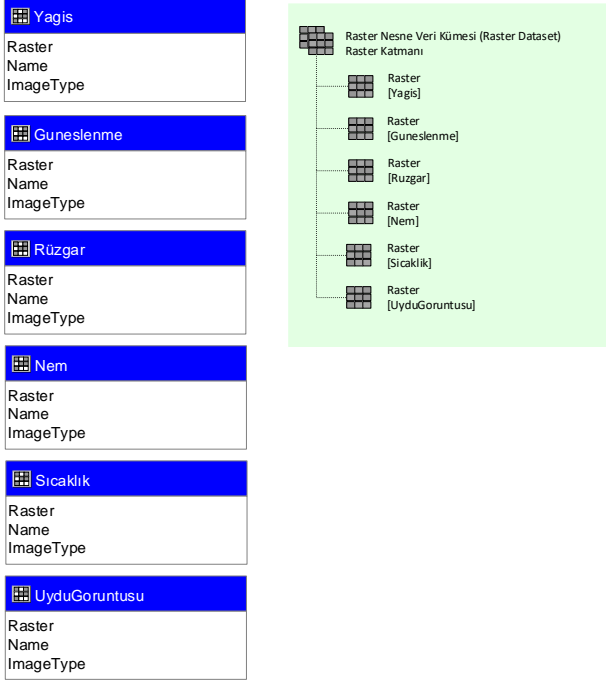 Yagis
Raster
Name
ImageType
Guneslenme
Raster
Name
ImageType
Rüzgar
Raster
Name
ImageType
Nem
Raster
Name
ImageType
Sıcaklık
Raster
Name
ImageType
UyduGoruntusu
Raster
Name
ImageType
Raster Nesne Veri Kümesi (Raster Dataset)
Raster Katmanı
Raster
[Yagis]
Raster
[Guneslenme]
Raster
[Ruzgar]
Raster
[Nem]
Raster
[Sicaklik]
Raster
[UyduGoruntusu]